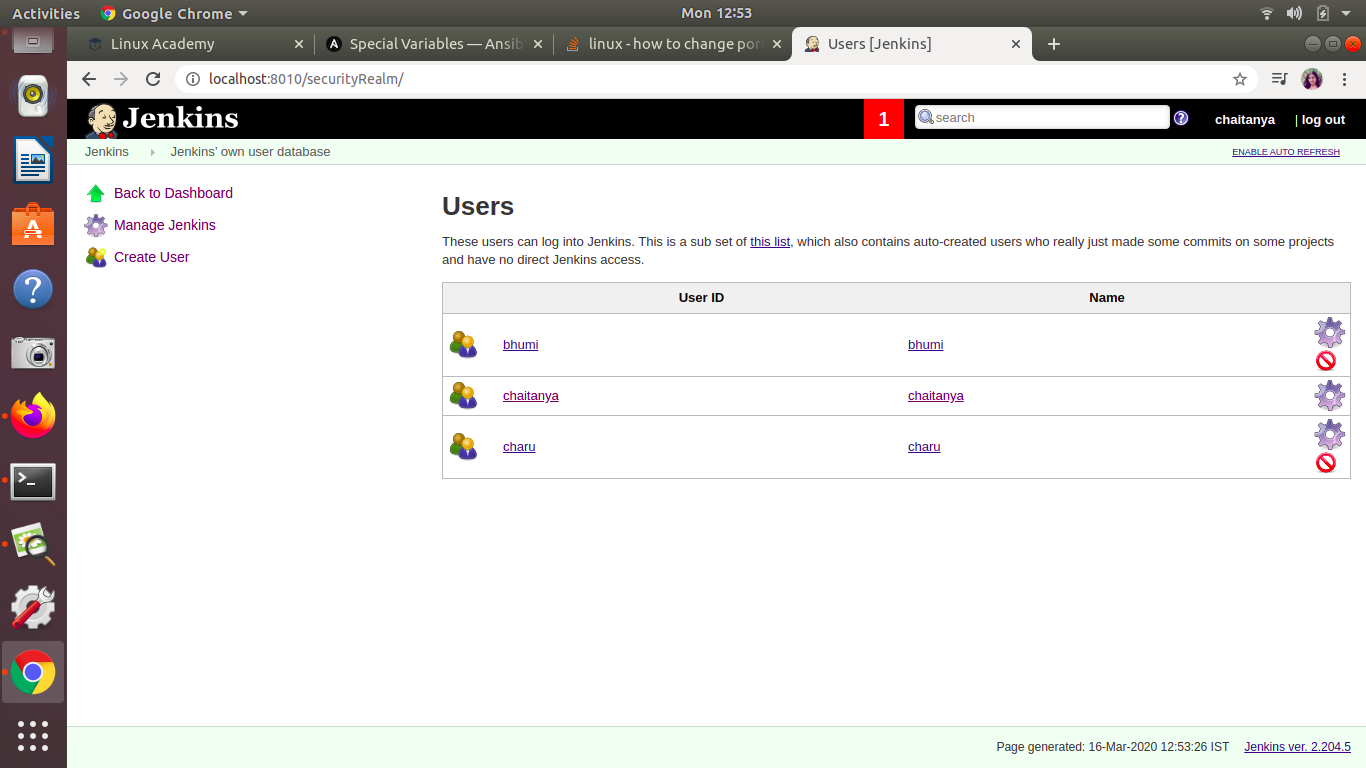 Activities Google Chrome Mon 12:53
Linux Academy Special Variables — Ansib linux - how to change por Users [Jenkins]
localhost:8010/securityRealm/
Jenkins 1 search ? chaitanya | log out
Jenkins Jenkins' own user database ENABLE AUTO REFRESH
Back to Dashboard
Manage Jenkins
Create User
Users
These users can log into Jenkins. This is a sub set of this list, which also contains auto-created users who really just made some commits on some projects
and have no direct Jenkins access.
User ID Name
bhumi bhumi
chaitanya chaitanya
charu charu
Page generated: 16-Mar-2020 12:53:26 IST Jenkins ver. 2.204.5